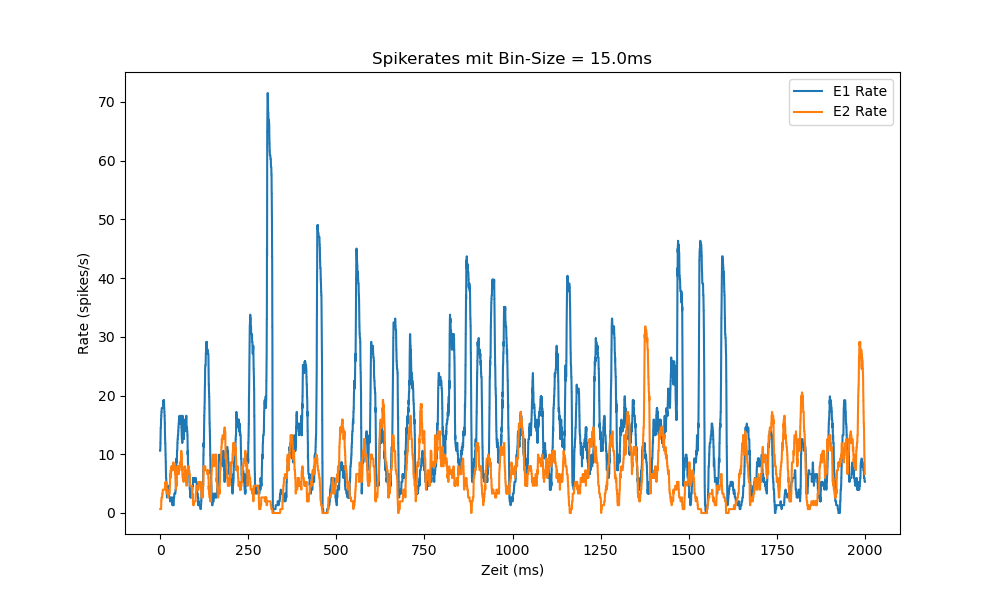 Spikerates mit Bin-Size = 15.0ms
E1 Rate
E2 Rate
70
60
50
40
30
20
10
0
Rate (spikes/s)
0 250 500 750 1000 1250 1500 1750 2000
Zeit (ms)